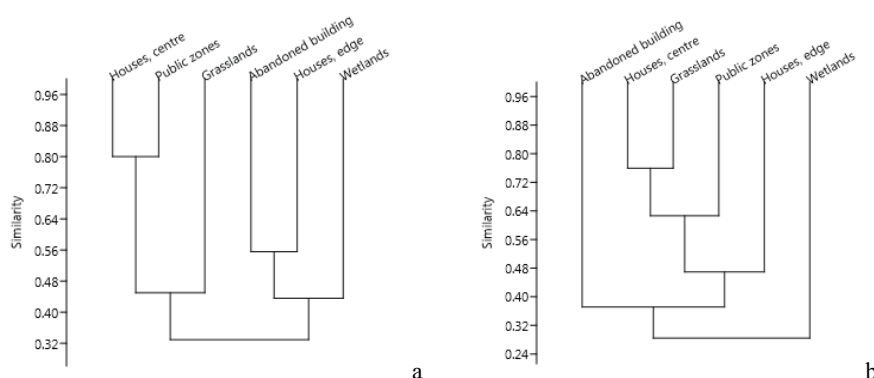 Houses, centre
Public zones
Grasslands
Abandoned building
Houses, edge
Wetlands
0.96
0.88
0.80
0.72
0.64
0.56
0.48
0.40
0.32
Similarity
a
Abandoned building
Houses, centre
Grasslands
Public zones
Houses, edge
Wetlands
0.96
0.88
0.80
0.72
0.64
0.56
0.48
0.40
0.32
0.24
Similarity
b